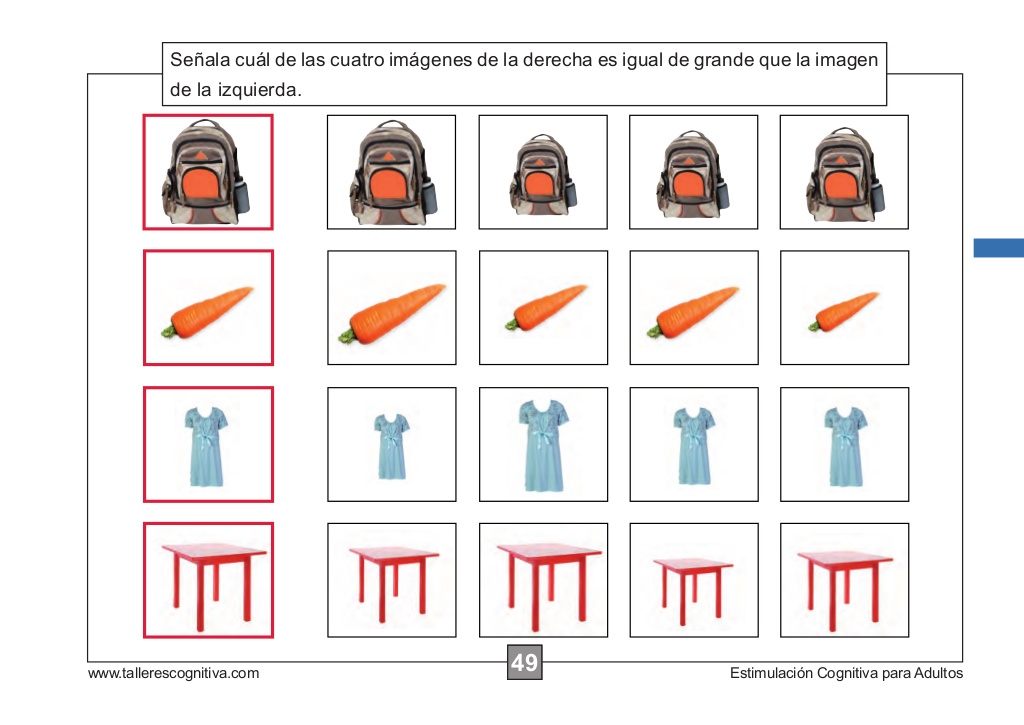 Señala cuál de las cuatro imágenes de la derecha es igual de grande que la imagen
de la izquierda.
www.tallerescognitiva.com
49
Estimulación Cognitiva para Adultos